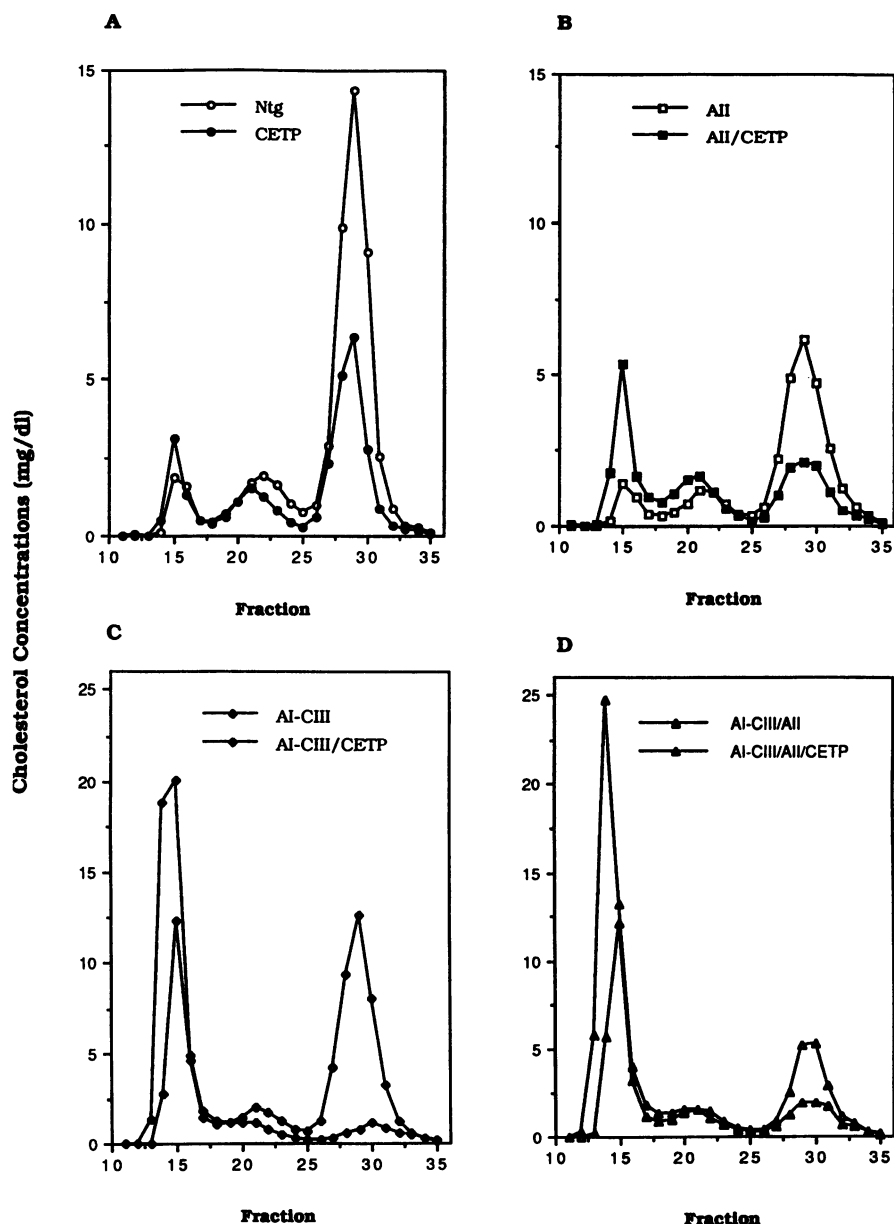 A
15
10
5
0
10 15 20 25 30 35
Ntg
CETP
Fraction
B
15
10
5
0
10 15 20 25 30 35
AII
AII/CETP
Fraction
Cholesterol Concentrations (mg/dl)
C
25
20
15
10
5
0
10 15 20 25 30 35
AI-CIII
AI-CIII/CETP
Fraction
D
25
20
15
10
5
0
10 15 20 25 30 35
AI-CIII/AII
AI-CIII/AII/CETP
Fraction